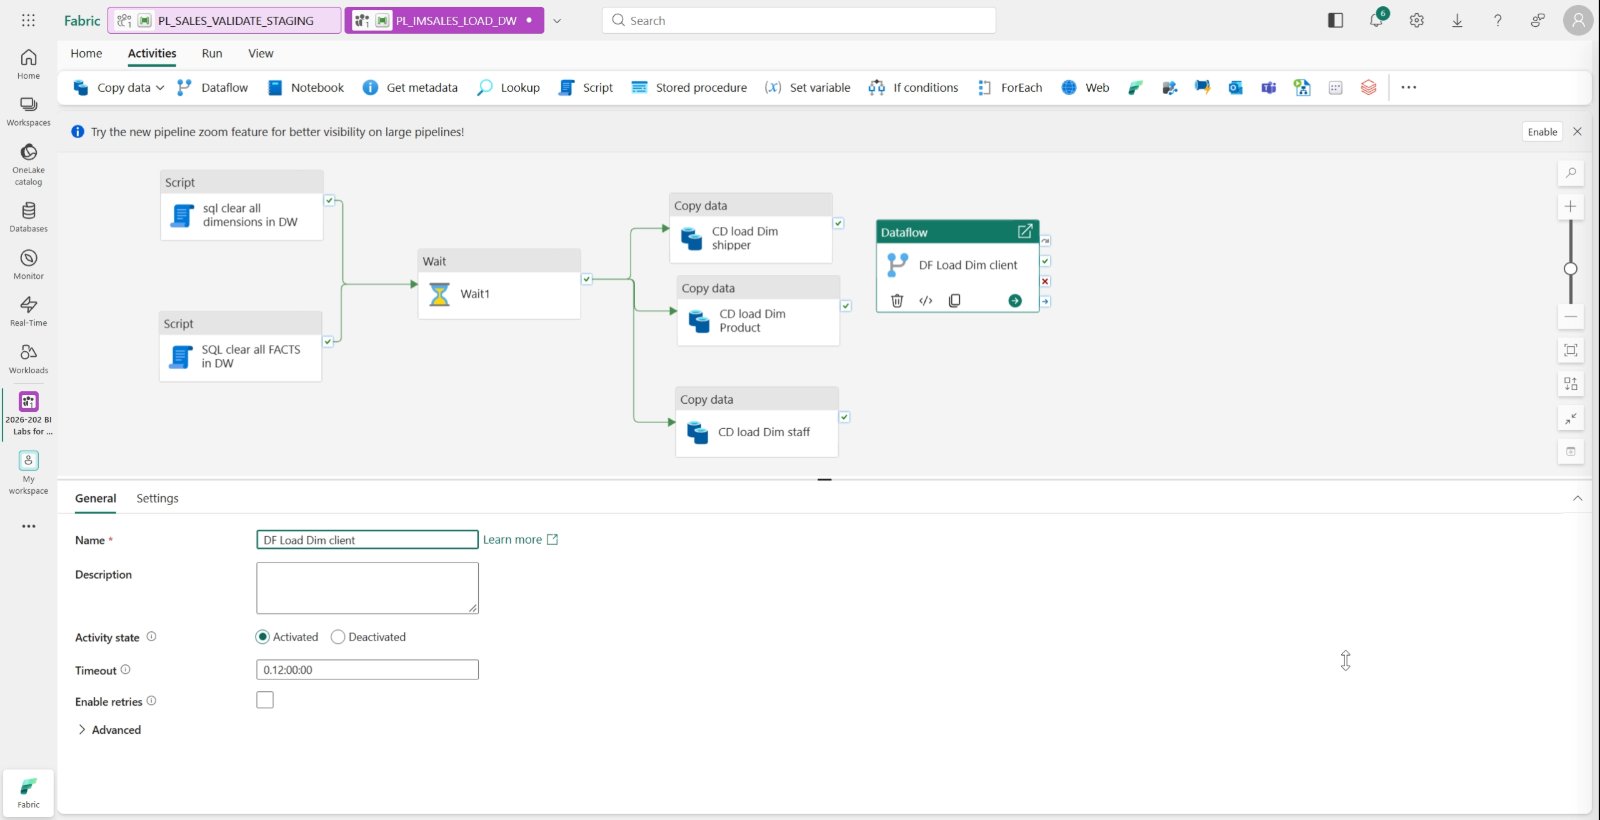 Fabric
PL_SALES_VALIDATE_STAGING
PL_IMSALES_LOAD_DW
Search
6
Home
Activities
Run
View
Copy data
Dataflow
Notebook
Get metadata
Lookup
Script
Stored procedure
(x) Set variable
If conditions
ForEach
Web
Try the new pipeline zoom feature for better visibility on large pipelines!
Enable
Home
Workspaces
OneLake
catalog
Databases
Monitor
Real-Time
Workloads
2026-202 BI
Labs for ...
My
workspace
Fabric
Script
sql clear all
dimensions in DW
Script
SQL clear all FACTS
in DW
Wait
Wait1
Copy data
CD load Dim
shipper
Copy data
CD load Dim
Product
Copy data
CD load Dim staff
Dataflow
DF Load Dim client
General
Settings
Name *
DF Load Dim client
Learn more
Description
Activity state
Activated
Deactivated
Timeout
0.12:00:00
Enable retries
Advanced